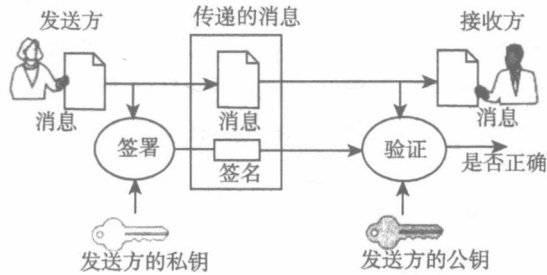 发送方
传递的消息
接收方
消息
消息
消息
签署
签名
验证
是否正确
发送方的私钥
发送方的公钥